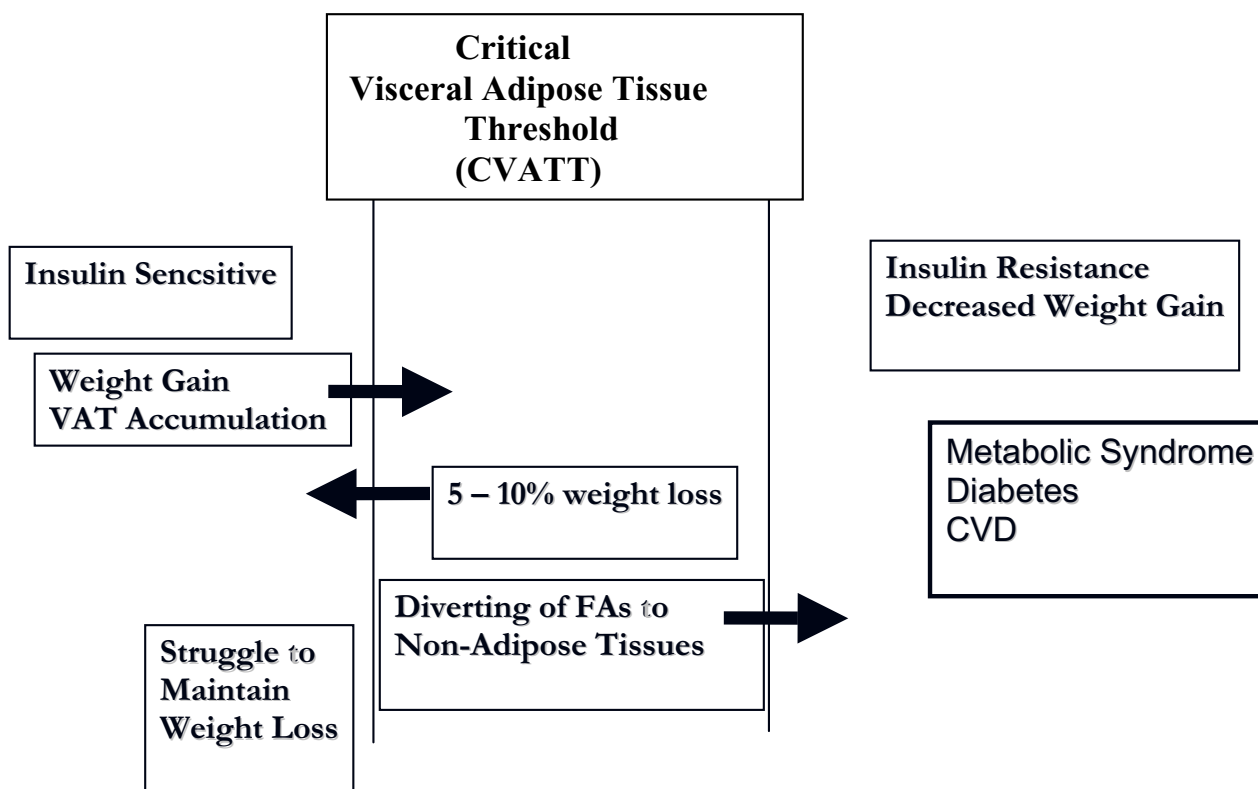 Critical
Visceral Adipose Tissue
Threshold
(CVATT)
Insulin Sencsitive
Insulin Resistance
Decreased Weight Gain
Weight Gain
VAT Accumulation
Metabolic Syndrome
Diabetes
CVD
5 – 10% weight loss
Diverting of FAs to
Non-Adipose Tissues
Struggle to
Maintain
Weight Loss